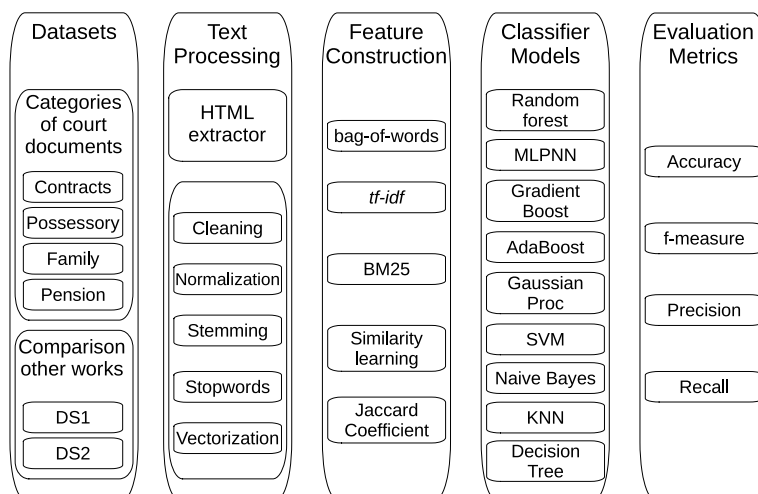 Datasets
Categories
of court
documents
Contracts
Possessory
Family
Pension
Comparison
other works
DS1
DS2
Text
Processing
HTML
extractor
Cleaning
Normalization
Stemming
Stopwords
Vectorization
Feature
Construction
bag-of-words
tf-idf
BM25
Similarity
learning
Jaccard
Coefficient
Classifier
Models
Random
forest
MLPNN
Gradient
Boost
AdaBoost
Gaussian
Proc
SVM
Naive Bayes
KNN
Decision
Tree
Evaluation
Metrics
Accuracy
f-measure
Precision
Recall